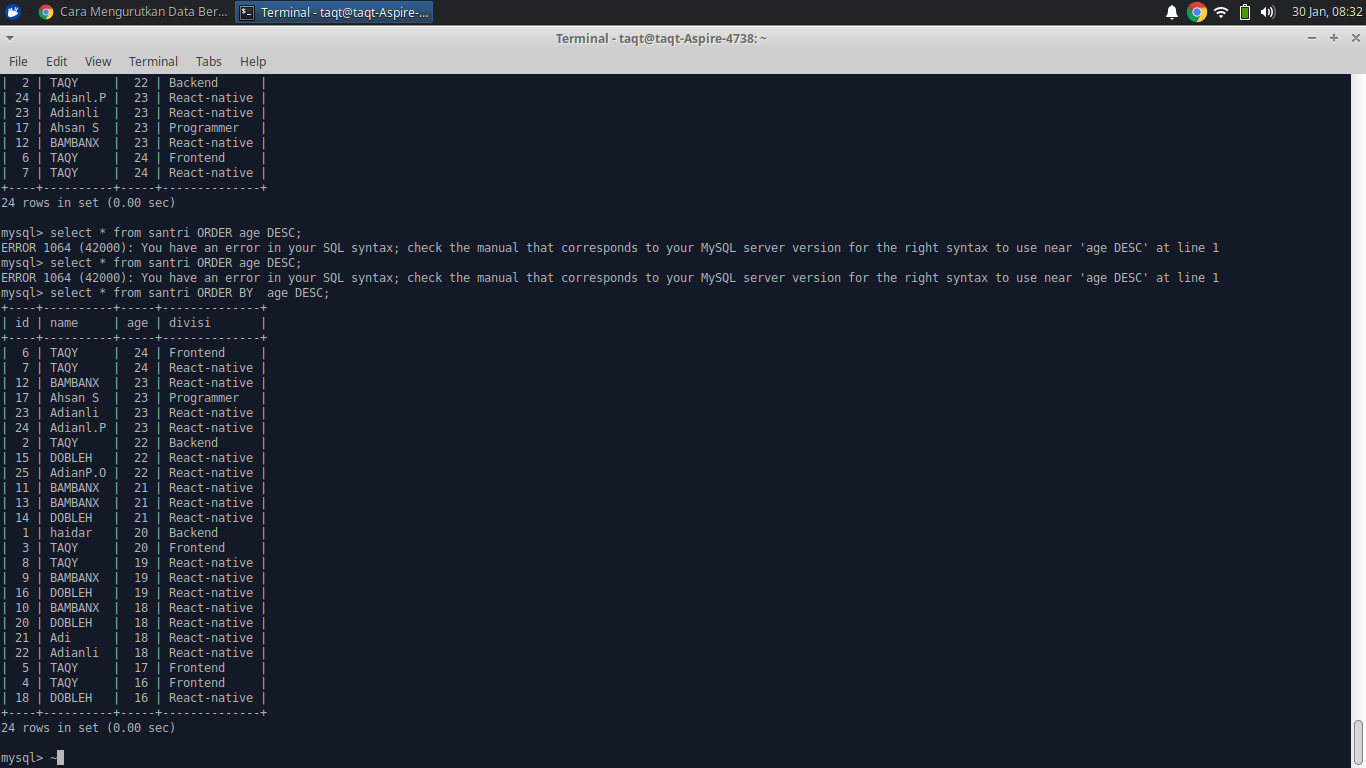 Cara Mengurutkan Data Ber... Terminal - taqt@taqt-Aspire-... 30 Jan, 08:32
Terminal - taqt@taqt-Aspire-4738: ~
File Edit View Terminal Tabs Help
|  2 | TAQY     |  22 | Backend      |
| 24 | Adianl.P |  23 | React-native |
| 23 | Adianli  |  23 | React-native |
| 17 | Ahsan S  |  23 | Programmer   |
| 12 | BAMBANX  |  23 | React-native |
|  6 | TAQY     |  24 | Frontend     |
|  7 | TAQY     |  24 | React-native |
+----+----------+-----+--------------+
24 rows in set (0.00 sec)
mysql> select * from santri ORDER age DESC;
ERROR 1064 (42000): You have an error in your SQL syntax; check the manual that corresponds to your MySQL server version for the right syntax to use near 'age DESC' at line 1
mysql> select * from santri ORDER age DESC;
ERROR 1064 (42000): You have an error in your SQL syntax; check the manual that corresponds to your MySQL server version for the right syntax to use near 'age DESC' at line 1
mysql> select * from santri ORDER BY  age DESC;
+----+----------+-----+--------------+
| id | name     | age | divisi       |
+----+----------+-----+--------------+
|  6 | TAQY     |  24 | Frontend     |
|  7 | TAQY     |  24 | React-native |
| 12 | BAMBANX  |  23 | React-native |
| 17 | Ahsan S  |  23 | Programmer   |
| 23 | Adianli  |  23 | React-native |
| 24 | Adianl.P |  23 | React-native |
|  2 | TAQY     |  22 | Backend      |
| 15 | DOBLEH   |  22 | React-native |
| 25 | AdianP.O |  22 | React-native |
| 11 | BAMBANX  |  21 | React-native |
| 13 | BAMBANX  |  21 | React-native |
| 14 | DOBLEH   |  21 | React-native |
|  1 | haidar   |  20 | Backend      |
|  3 | TAQY     |  20 | Frontend     |
|  8 | TAQY     |  19 | React-native |
|  9 | BAMBANX  |  19 | React-native |
| 16 | DOBLEH   |  19 | React-native |
| 10 | BAMBANX  |  18 | React-native |
| 20 | DOBLEH   |  18 | React-native |
| 21 | Adi      |  18 | React-native |
| 22 | Adianli  |  18 | React-native |
|  5 | TAQY     |  17 | Frontend     |
|  4 | TAQY     |  16 | Frontend     |
| 18 | DOBLEH   |  16 | React-native |
+----+----------+-----+--------------+
24 rows in set (0.00 sec)
mysql> ~